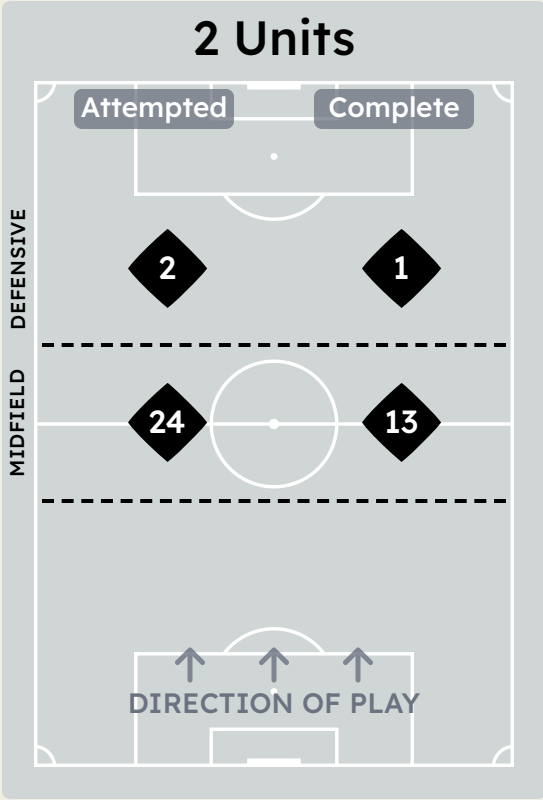 2 Units
Attempted
Complete
DEFENSIVE
2
1
MIDFIELD
24
13
DIRECTION OF PLAY